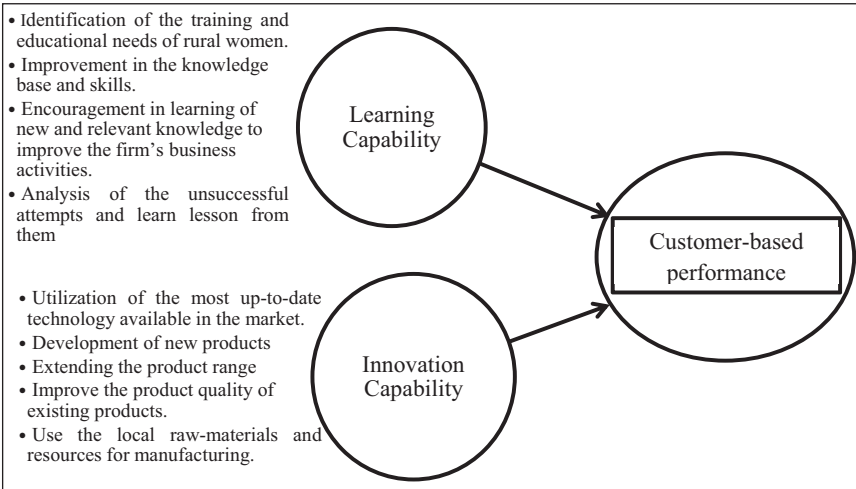 • Identification of the training and
educational needs of rural women.
• Improvement in the knowledge
base and skills.
• Encouragement in learning of
new and relevant knowledge to
improve the firm's business
activities.
• Analysis of the unsuccessful
attempts and learn lesson from
them
Learning
Capability
Customer-based
performance
• Utilization of the most up-to-date
technology available in the market.
• Development of new products
• Extending the product range
• Improve the product quality of
existing products.
• Use the local raw-materials and
resources for manufacturing.
Innovation
Capability